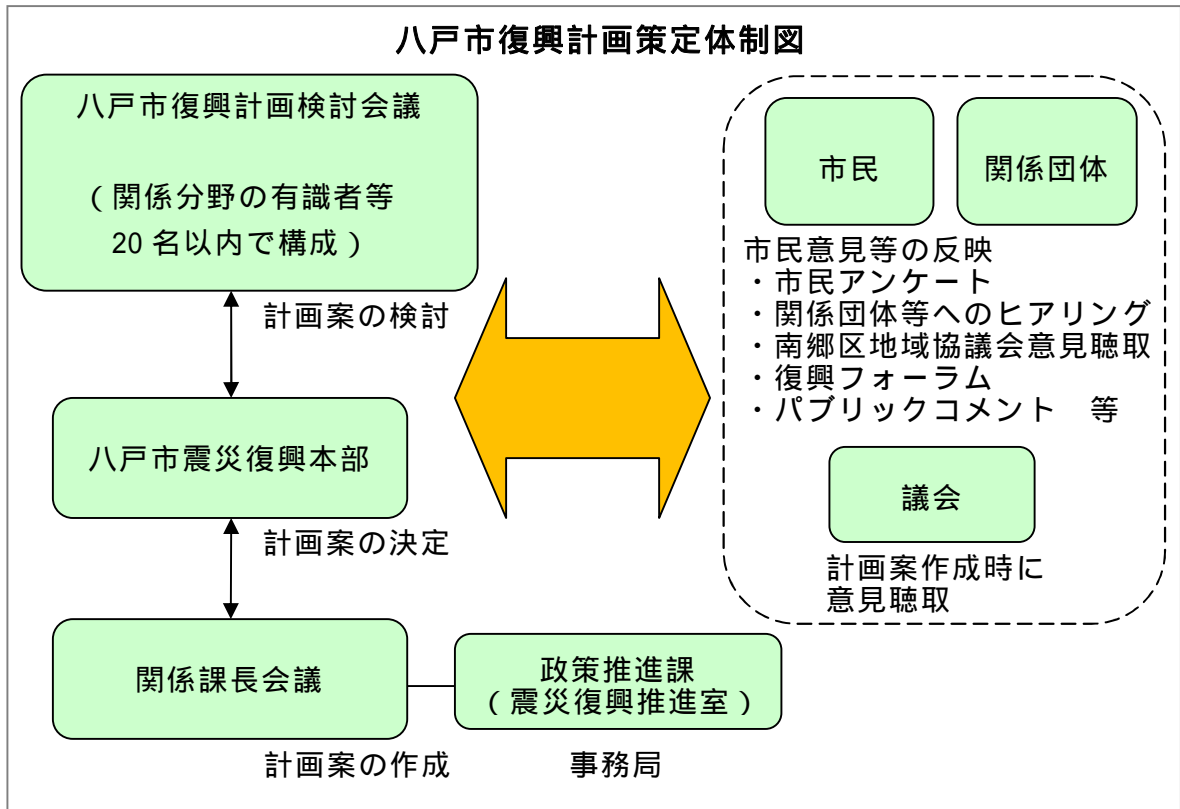 八戸市復興計画策定体制図
八戸市復興計画検討会議
（関係分野の有識者等
20名以内で構成）
計画案の検討
八戸市震災復興本部
計画案の決定
関係課長会議
計画案の作成
政策推進課
（震災復興推進室）
事務局
市民
関係団体
市民意見等の反映
・市民アンケート
・関係団体等へのヒアリング
・南郷区地域協議会意見聴取
・復興フォーラム
・パブリックコメント　等
議会
計画案作成時に
意見聴取